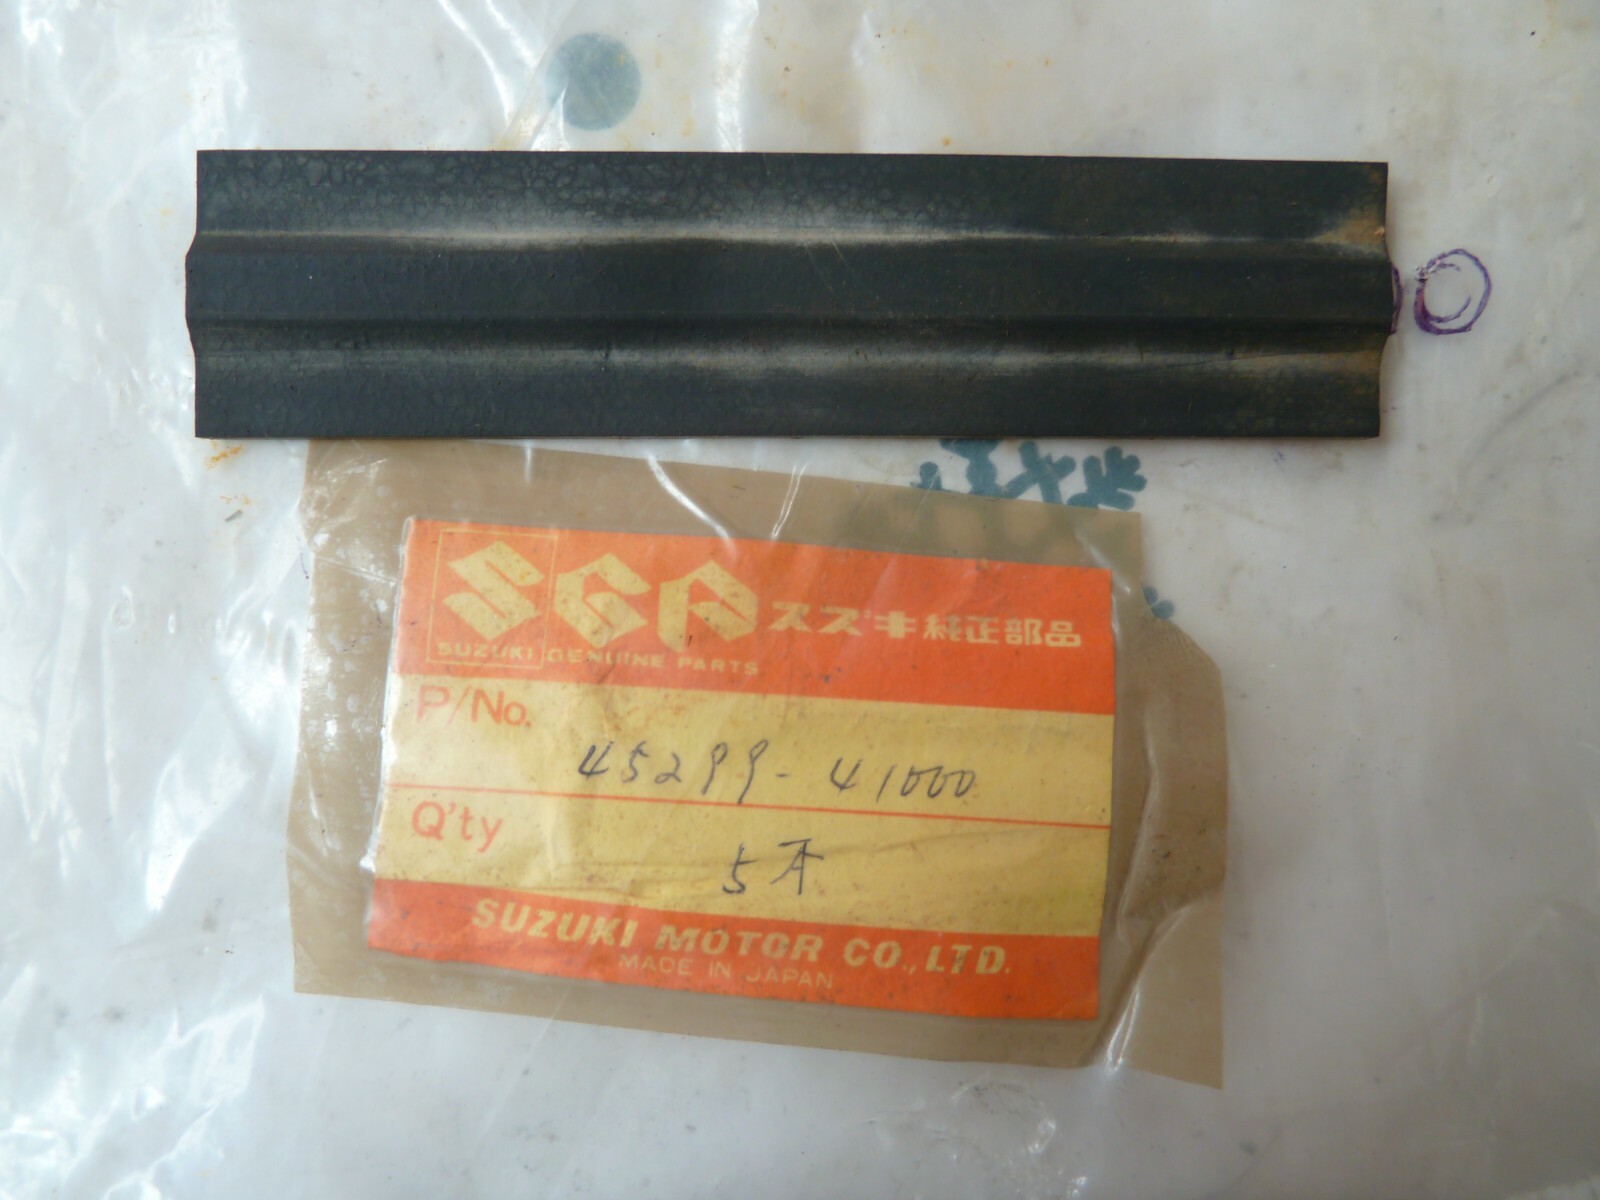 SGP スズキ純正部品
SUZUKI GENUINE PARTS
P/No.
45299-41000
Q'ty
5本
SUZUKI MOTOR CO., LTD.
MADE IN JAPAN